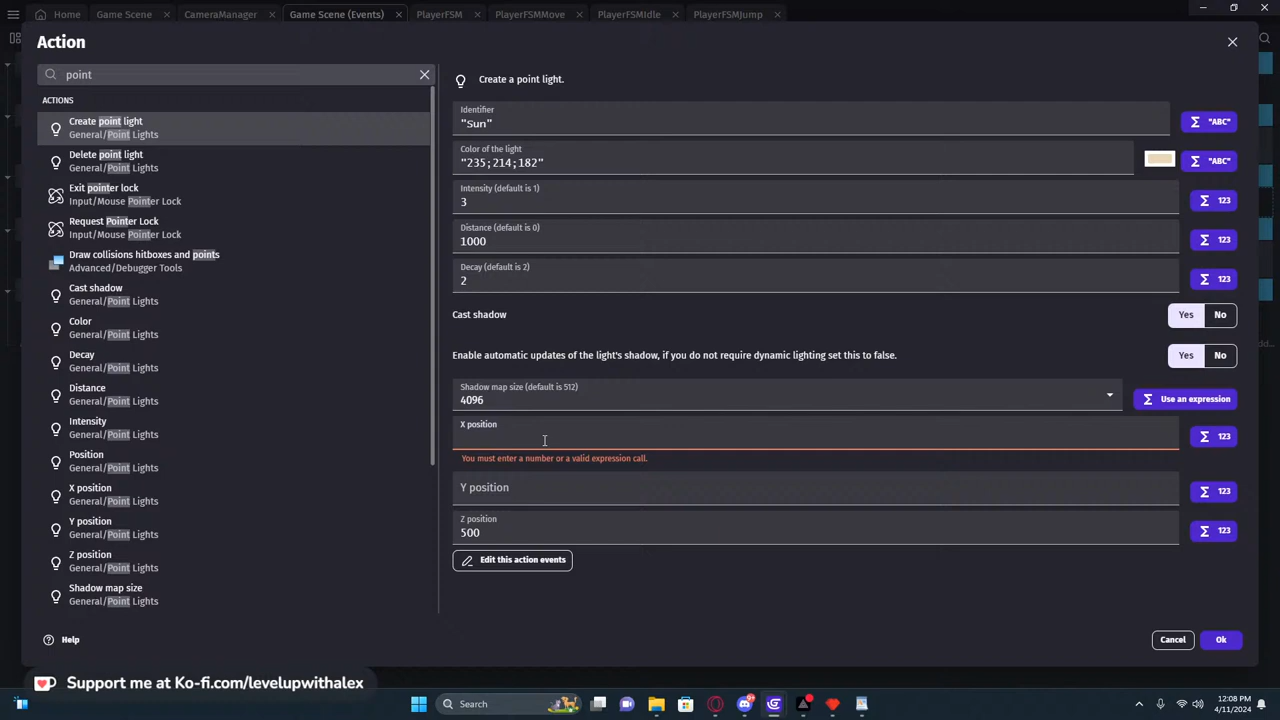 Home
Game Scene
CameraManager
Game Scene (Events)
PlayerFSM
PlayerFSMMove
PlayerFSMIdle
PlayerFSMJump
Action
point
ACTIONS
Create point light
General/Point Lights
Delete point light
General/Point Lights
Exit pointer lock
Input/Mouse Pointer Lock
Request Pointer Lock
Input/Mouse Pointer Lock
Draw collisions hitboxes and points
Advanced/Debugger Tools
Cast shadow
General/Point Lights
Color
General/Point Lights
Decay
General/Point Lights
Distance
General/Point Lights
Intensity
General/Point Lights
Position
General/Point Lights
X position
General/Point Lights
Y position
General/Point Lights
Z position
General/Point Lights
Shadow map size
General/Point Lights
Help
Create a point light.
Identifier
"Sun"
Σ "ABC"
Color of the light
"235;214;182"
Σ "ABC"
Intensity (default is 1)
3
Σ 123
Distance (default is 0)
1000
Σ 123
Decay (default is 2)
2
Σ 123
Cast shadow
Yes No
Enable automatic updates of the light's shadow, if you do not require dynamic lighting set this to false.
Yes No
Shadow map size (default is 512)
4096
Σ Use an expression
X position
Σ 123
You must enter a number or a valid expression call.
Y position
Σ 123
Z position
500
Σ 123
Edit this action events
Cancel
Ok
Support me at Ko-fi.com/levelupwithalex
Search
12:08 PM
4/11/2024